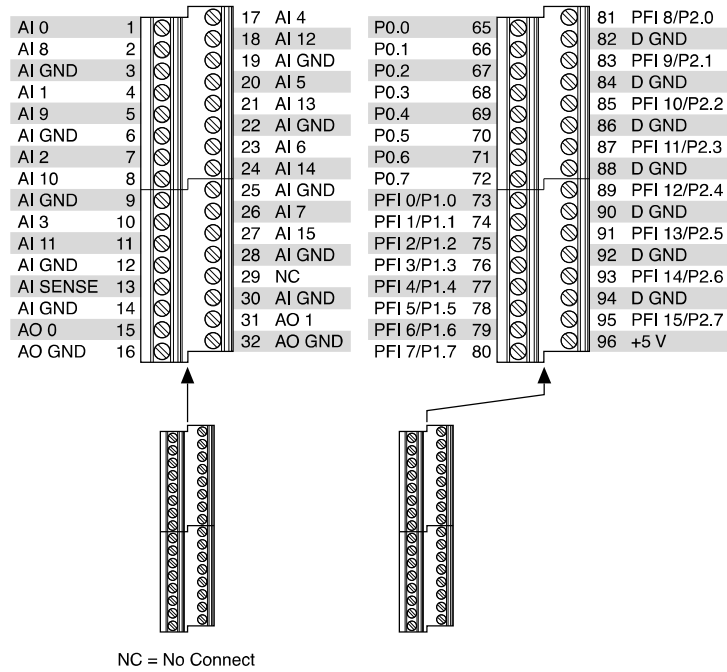 AI 0 1
AI 8 2
AI GND 3
AI 1 4
AI 9 5
AI GND 6
AI 2 7
AI 10 8
AI GND 9
AI 3 10
AI 11 11
AI GND 12
AI SENSE 13
AI GND 14
AO 0 15
AO GND 16
17 AI 4
18 AI 12
19 AI GND
20 AI 5
21 AI 13
22 AI GND
23 AI 6
24 AI 14
25 AI GND
26 AI 7
27 AI 15
28 AI GND
29 NC
30 AI GND
31 AO 1
32 AO GND
P0.0 65
P0.1 66
P0.2 67
P0.3 68
P0.4 69
P0.5 70
P0.6 71
P0.7 72
PFI 0/P1.0 73
PFI 1/P1.1 74
PFI 2/P1.2 75
PFI 3/P1.3 76
PFI 4/P1.4 77
PFI 5/P1.5 78
PFI 6/P1.6 79
PFI 7/P1.7 80
81 PFI 8/P2.0
82 D GND
83 PFI 9/P2.1
84 D GND
85 PFI 10/P2.2
86 D GND
87 PFI 11/P2.3
88 D GND
89 PFI 12/P2.4
90 D GND
91 PFI 13/P2.5
92 D GND
93 PFI 14/P2.6
94 D GND
95 PFI 15/P2.7
96 +5 V
NC = No Connect